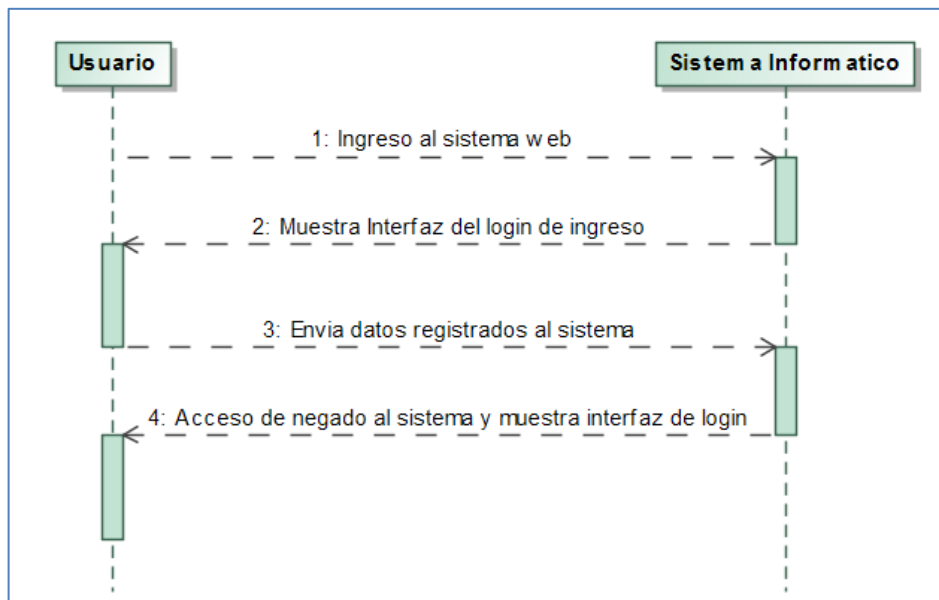 Usuario
Sistema Informatico
1: Ingreso al sistema web
2: Muestra Interfaz del login de ingreso
3: Envia datos registrados al sistema
4: Acceso de negado al sistema y muestra interfaz de login